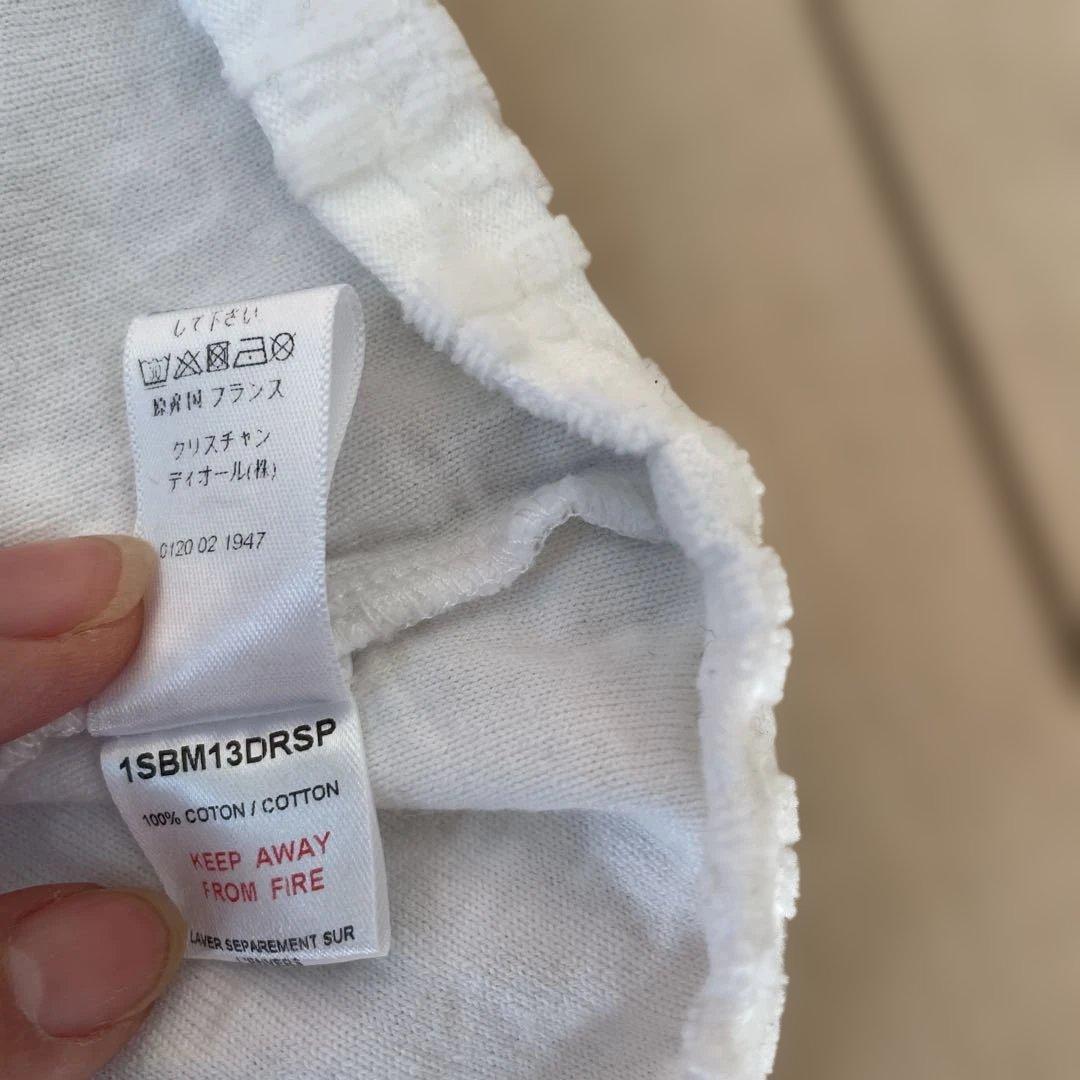 して下さい
原産国 フランス
クリスチャン
ディオール(株)
0120 02 1947
1SBM13DRSP
100% COTON / COTTON
KEEP AWAY
FROM FIRE
LAVER SEPAREMENT SUR
L'ENVERS